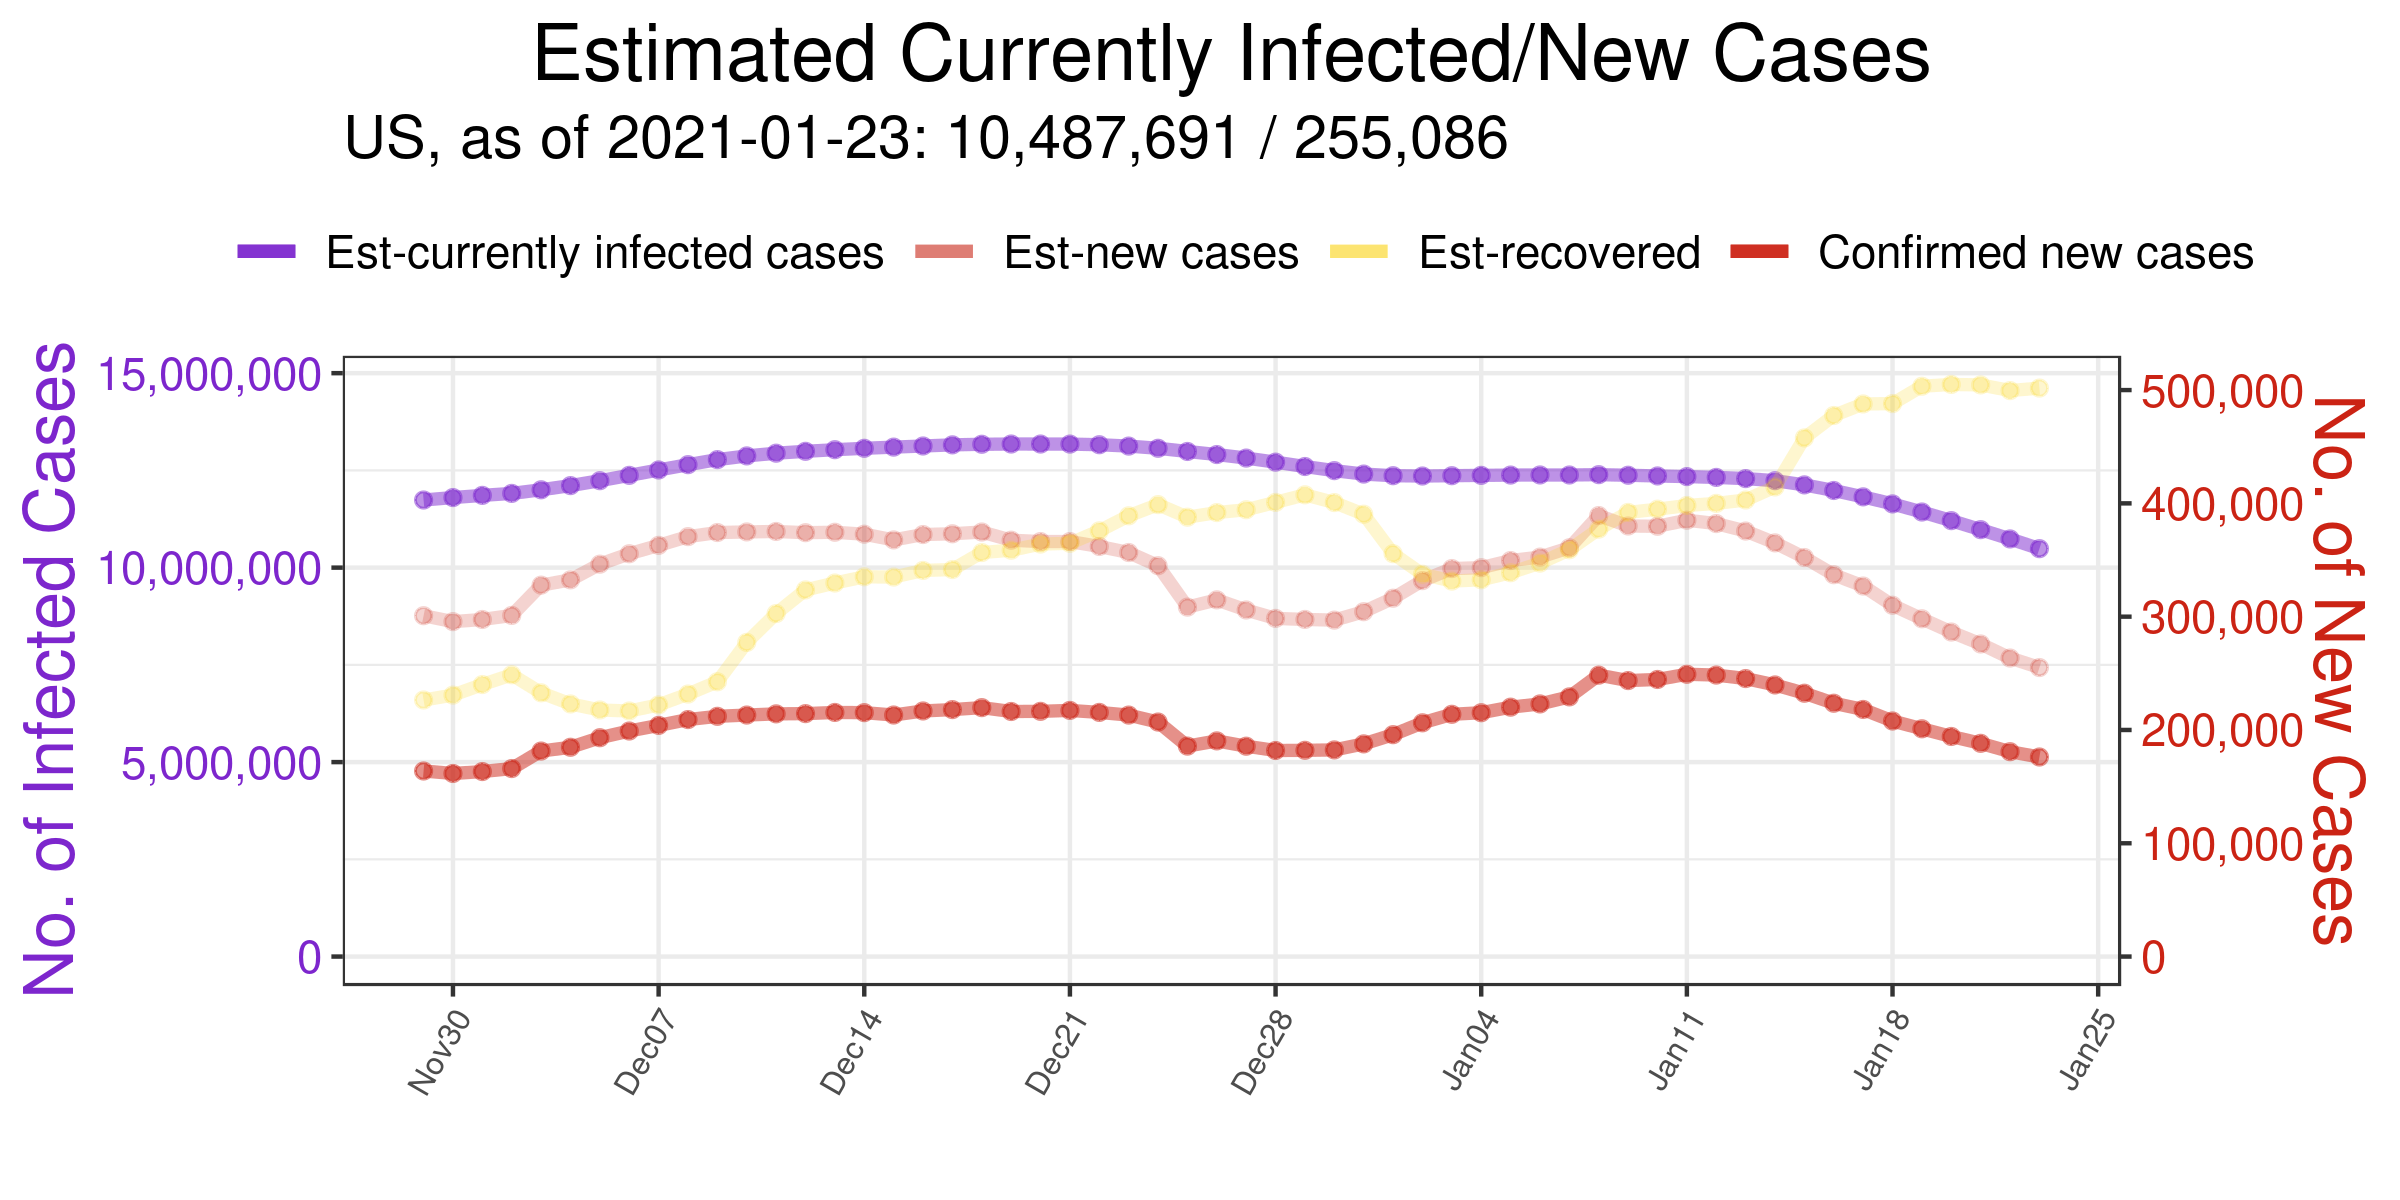 Estimated Currently Infected/New Cases
US, as of 2021-01-23: 10,487,691 / 255,086
Est-currently infected cases Est-new cases Est-recovered Confirmed new cases
No. of Infected Cases
15,000,000
10,000,000
5,000,000
0
500,000
400,000
300,000
200,000
100,000
0
No. of New Cases
Nov30 Dec07 Dec14 Dec21 Dec28 Jan04 Jan11 Jan18 Jan25